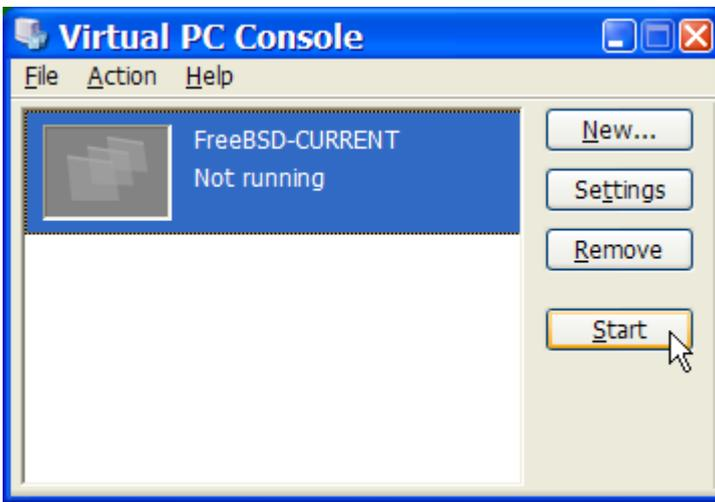 Virtual PC Console
File Action Help
FreeBSD-CURRENT
Not running
New...
Settings
Remove
Start